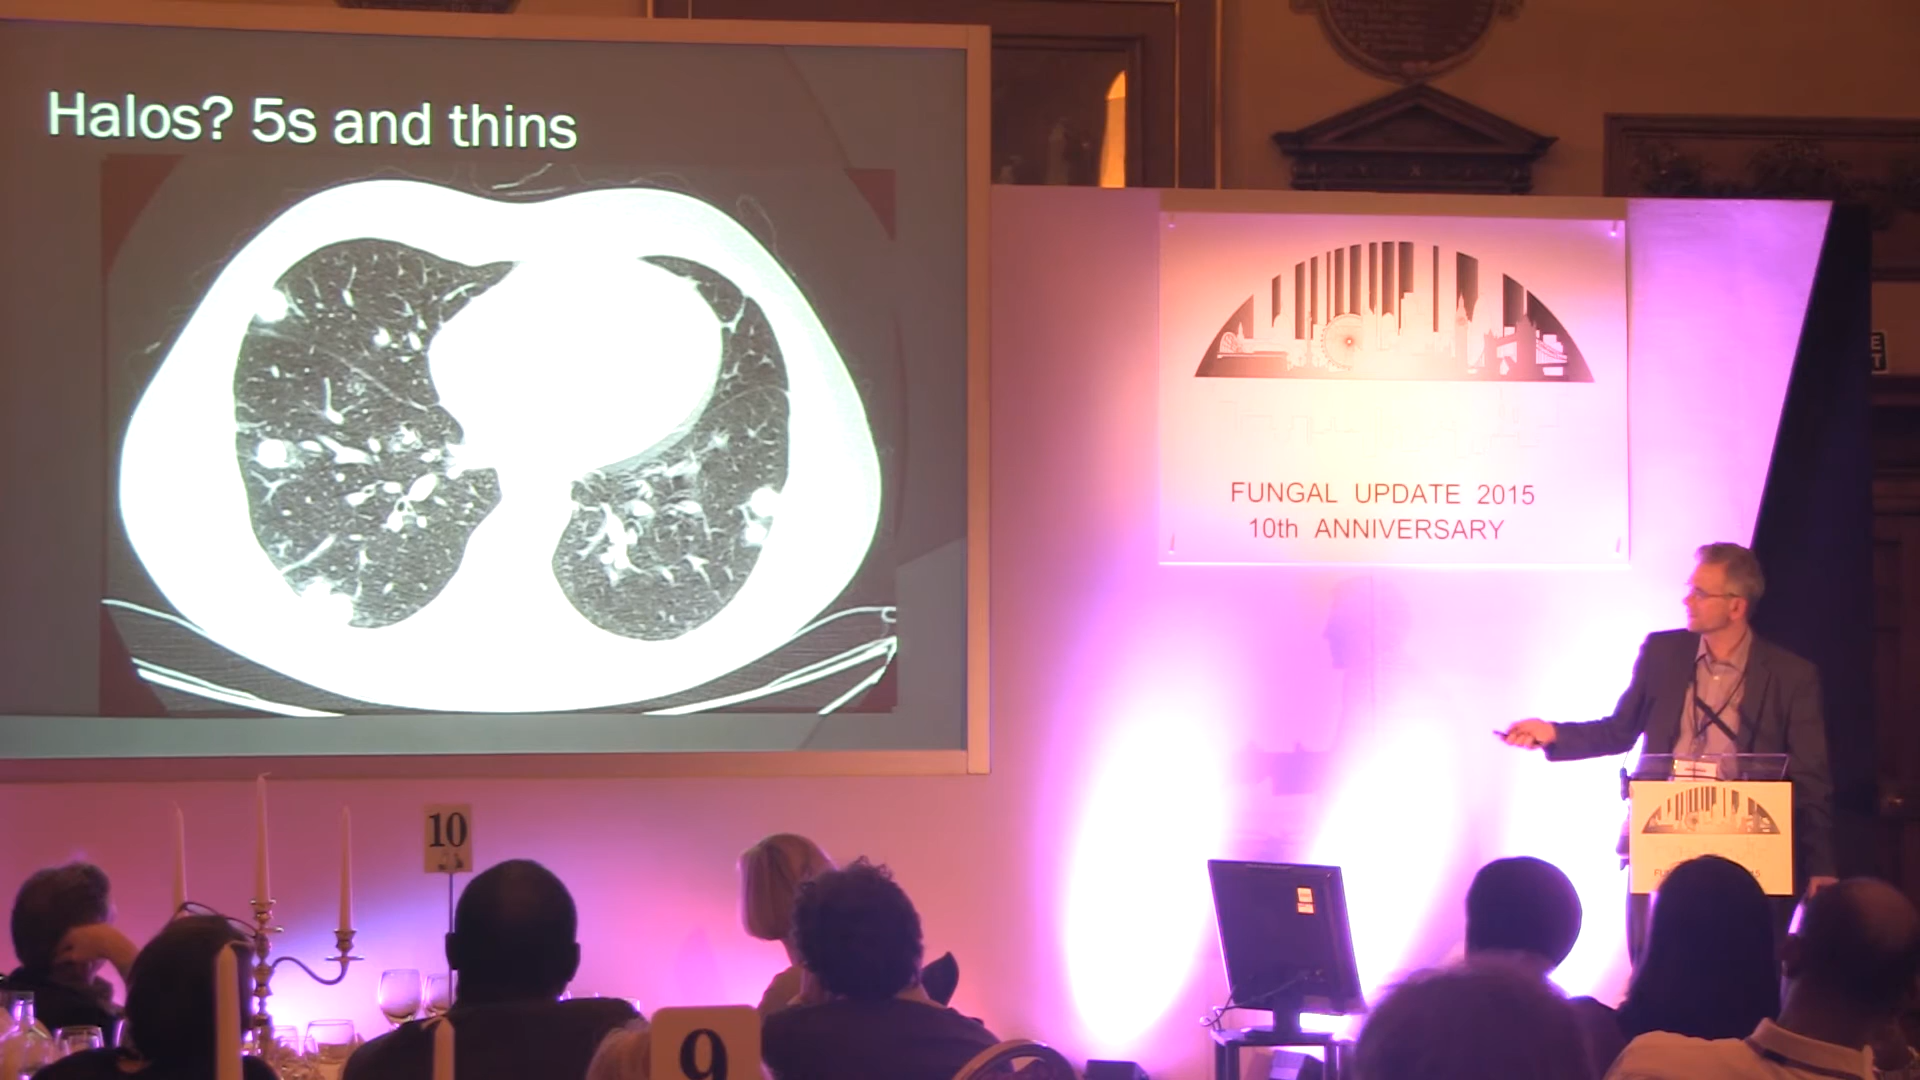 Halos? 5s and thins
FUNGAL UPDATE 2015
10th ANNIVERSARY
10
9